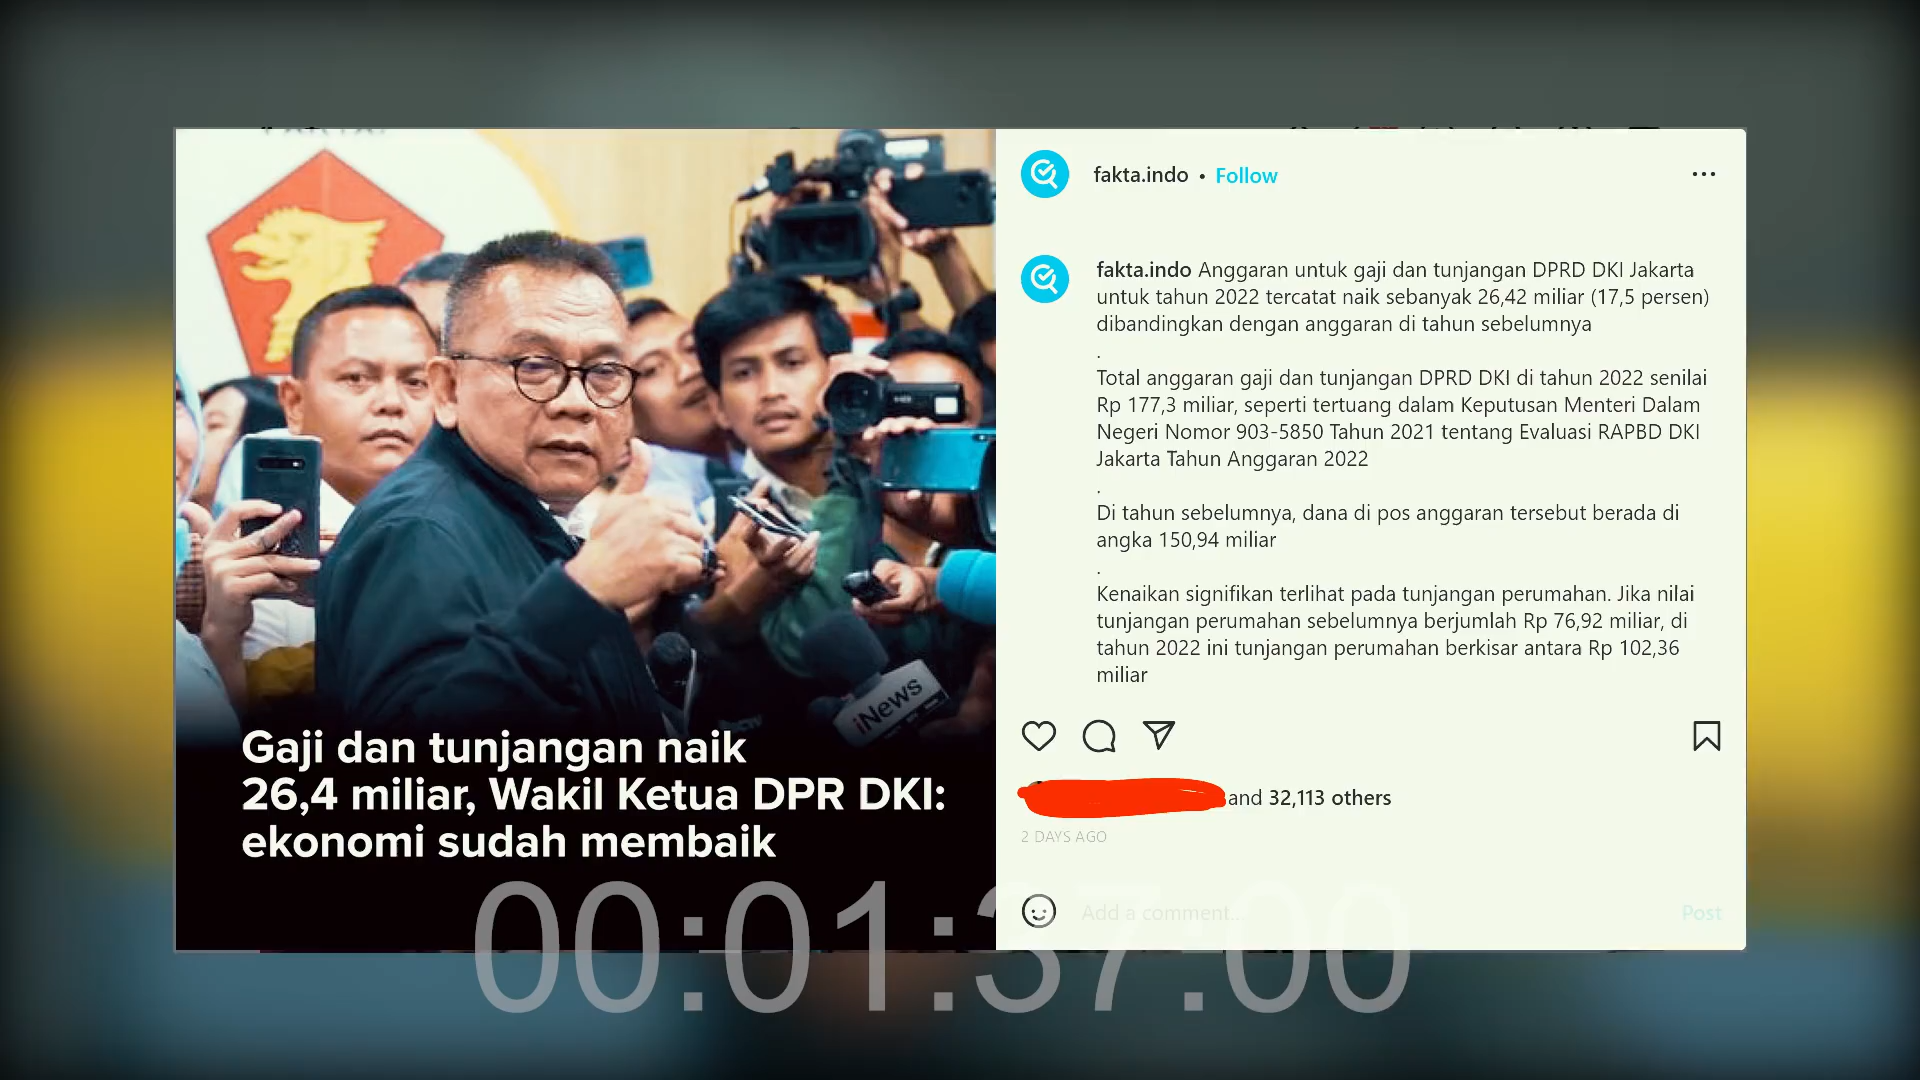 fakta.indo • Follow
fakta.indo Anggaran untuk gaji dan tunjangan DPRD DKI Jakarta
untuk tahun 2022 tercatat naik sebanyak 26,42 miliar (17,5 persen)
dibandingkan dengan anggaran di tahun sebelumnya
.
Total anggaran gaji dan tunjangan DPRD DKI di tahun 2022 senilai
Rp 177,3 miliar, seperti tertuang dalam Keputusan Menteri Dalam
Negeri Nomor 903-5850 Tahun 2021 tentang Evaluasi RAPBD DKI
Jakarta Tahun Anggaran 2022
.
Di tahun sebelumnya, dana di pos anggaran tersebut berada di
angka 150,94 miliar
.
Kenaikan signifikan terlihat pada tunjangan perumahan. Jika nilai
tunjangan perumahan sebelumnya berjumlah Rp 76,92 miliar, di
tahun 2022 ini tunjangan perumahan berkisar antara Rp 102,36
miliar
iNews
Gaji dan tunjangan naik
26,4 miliar, Wakil Ketua DPR DKI:
ekonomi sudah membaik
and 32,113 others
2 DAYS AGO
Add a comment...
Post
00:01:37:00